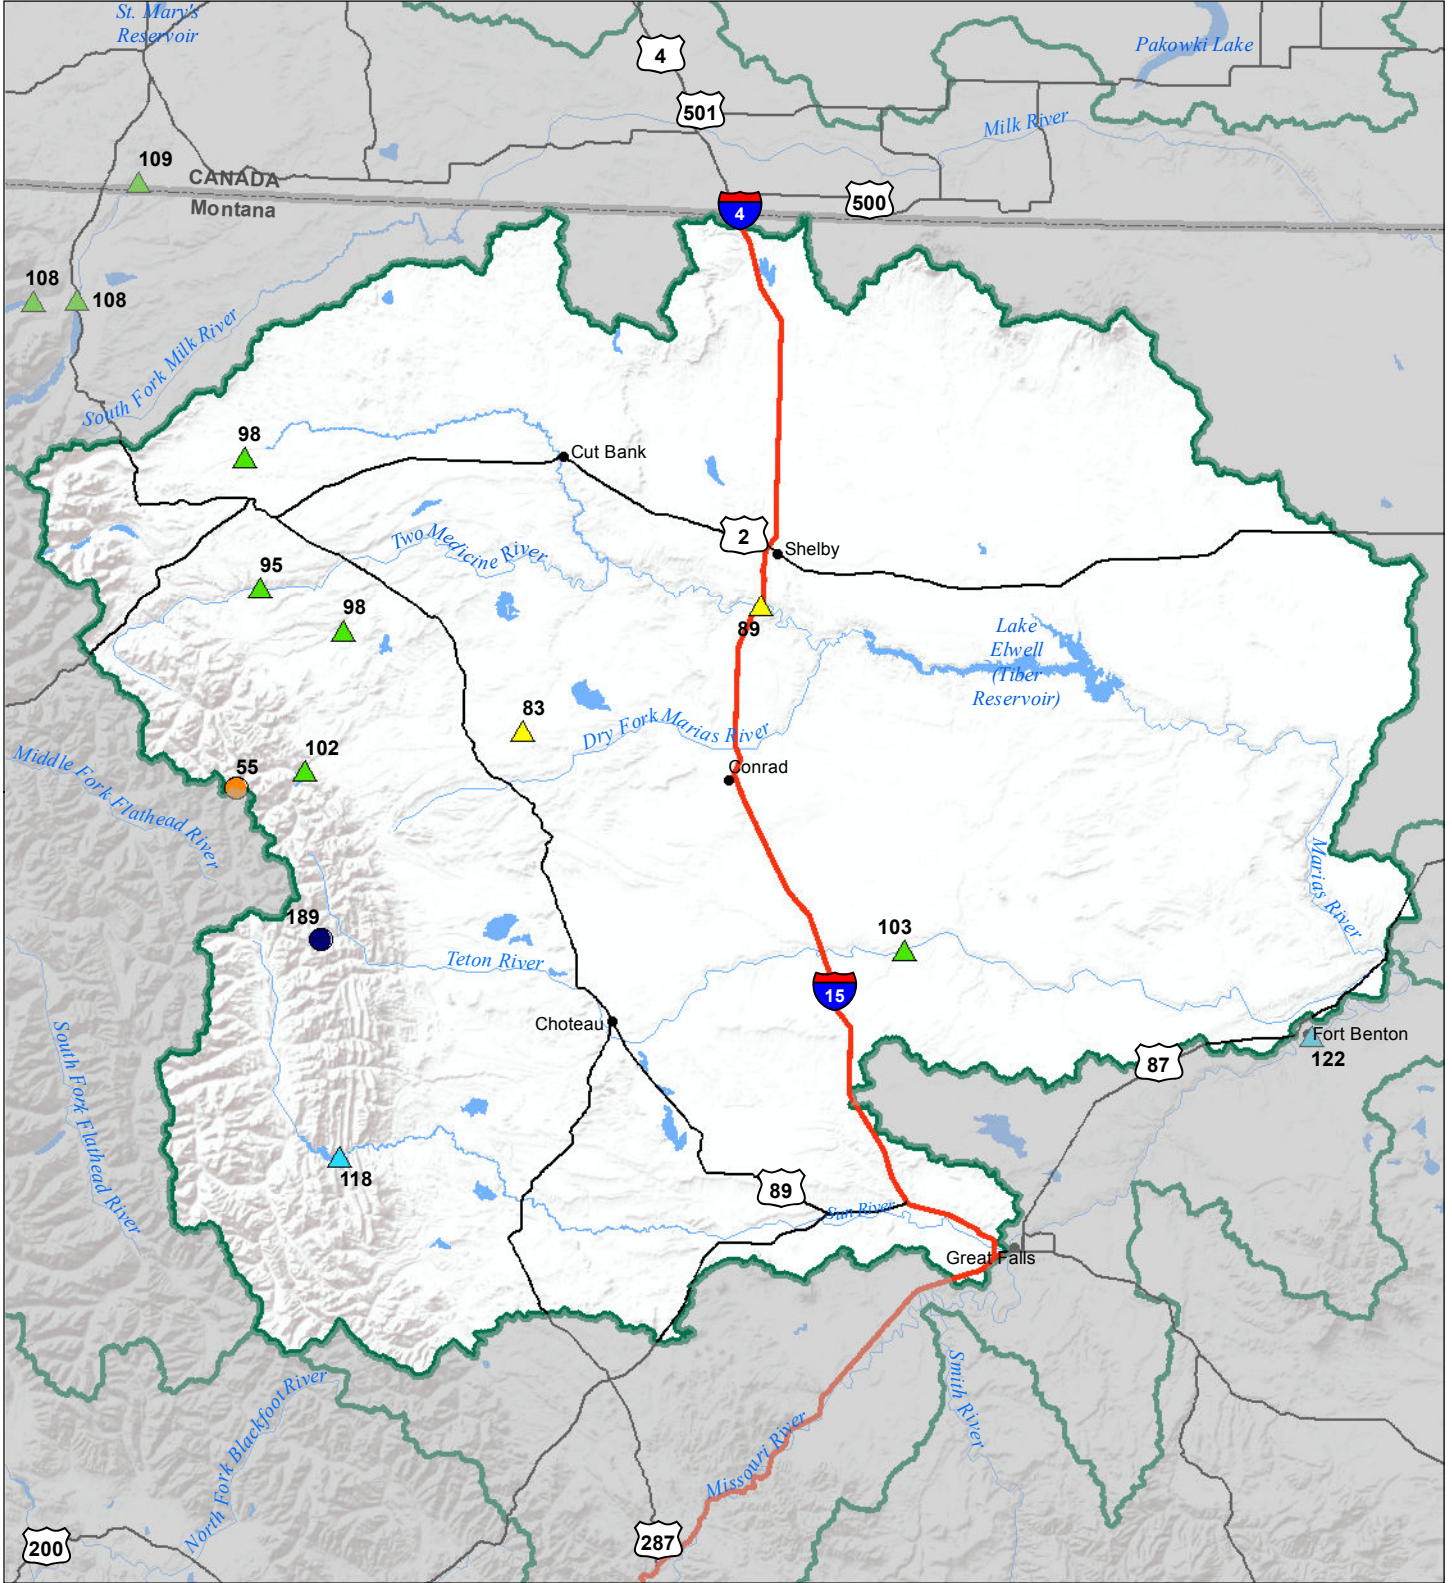 St. Mary's
Reservoir
4
Pakowki Lake
501
Milk River
109
CANADA
Montana
500
4
108
108
South Fork Milk River
98
Cut Bank
2
Shelby
Two Medicine River
95
98
89
Lake
Elwell
(Tiber
Reservoir)
83
Dry Fork Marias River
Middle Fork Flathead River
55
102
Conrad
Marias River
189
103
Teton River
15
Choteau
Fort Benton
122
87
South Fork Flathead River
118
89
Sun River
Great Falls
Smith River
North Fork Blackfoot River
Missouri River
200
287